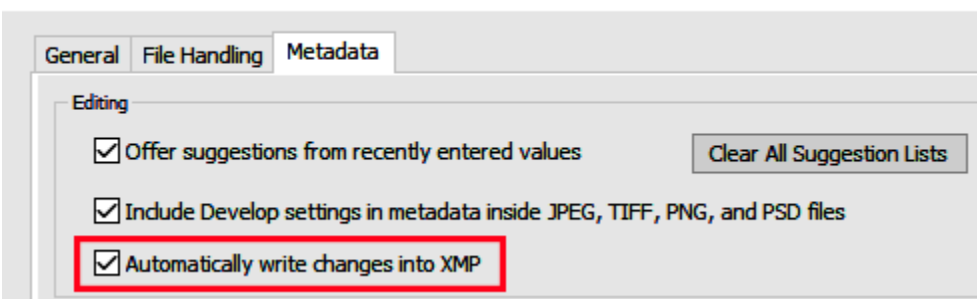 General File Handling Metadata
Editing
Offer suggestions from recently entered values Clear All Suggestion Lists
Include Develop settings in metadata inside JPEG, TIFF, PNG, and PSD files
Automatically write changes into XMP